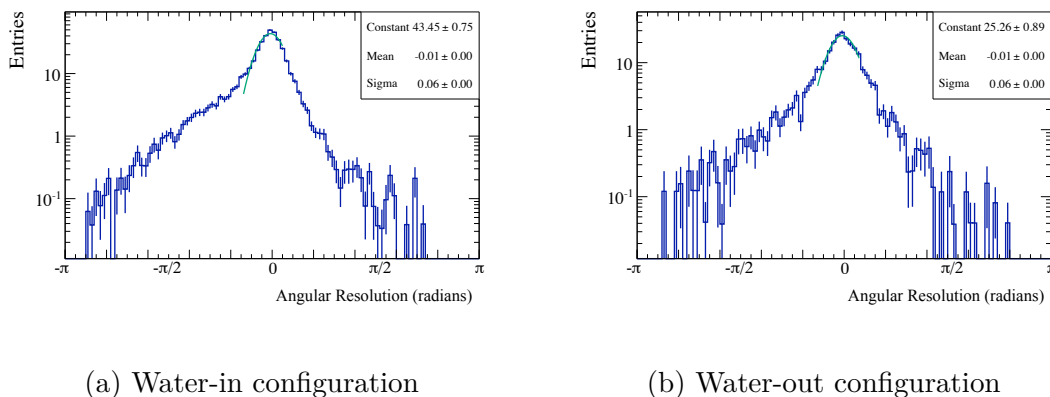 Entries
10
1
10⁻¹
Constant 43.45 ± 0.75
Mean -0.01 ± 0.00
Sigma 0.06 ± 0.00
-π -π/2 0 π/2 π
Angular Resolution (radians)
(a) Water-in configuration
Entries
10
1
10⁻¹
Constant 25.26 ± 0.89
Mean -0.01 ± 0.00
Sigma 0.06 ± 0.00
-π -π/2 0 π/2 π
Angular Resolution (radians)
(b) Water-out configuration